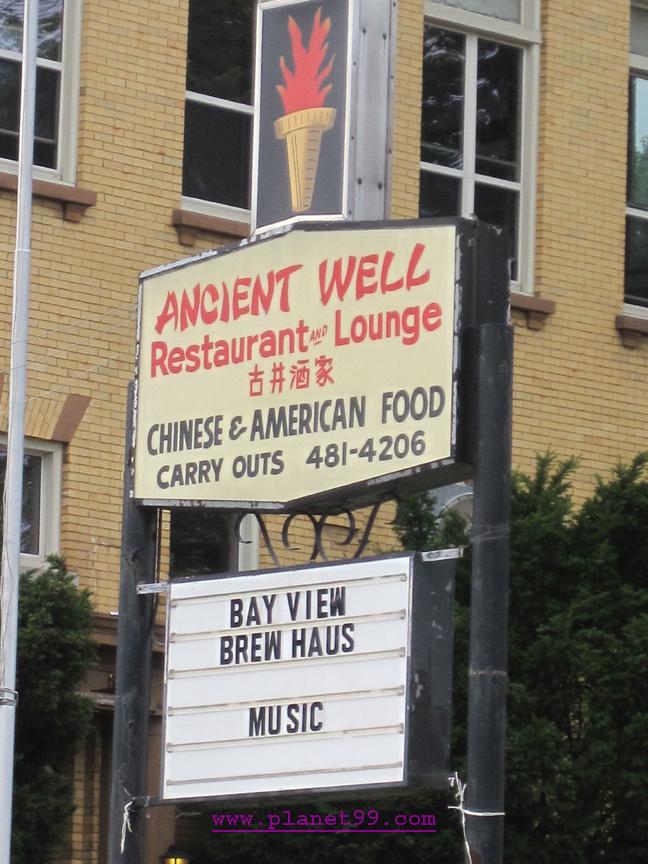 ANCIENT WELL
Restaurant AND Lounge
古井酒家
CHINESE & AMERICAN FOOD
CARRY OUTS 481-4206
BAY VIEW
BREW HAUS
MUSIC
www.planet99.com